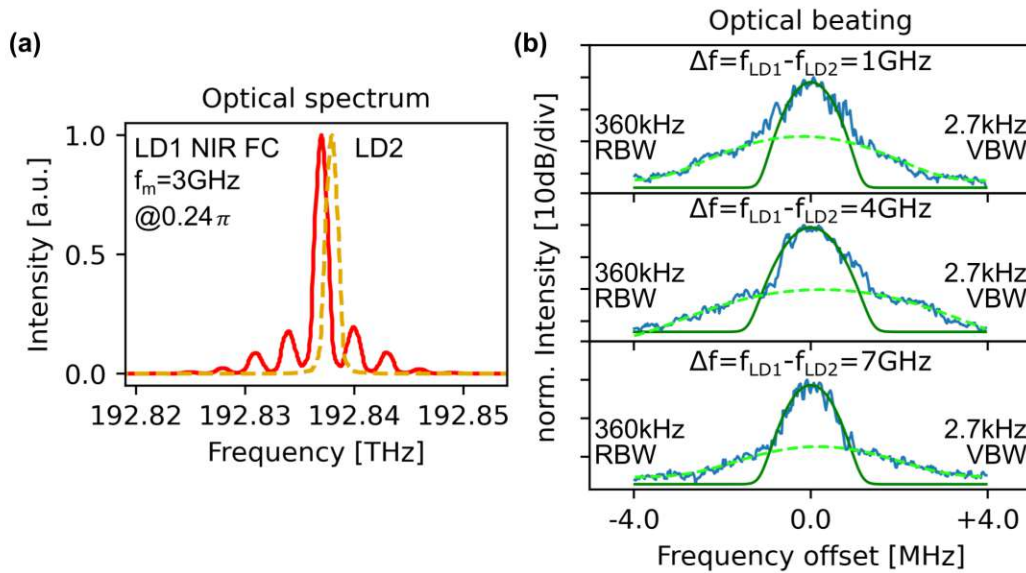 (a)
Optical spectrum
LD1 NIR FC
fₘ=3GHz
@0.24π
LD2
Intensity [a.u.]
1.0
0.5
0.0
192.82 192.83 192.84 192.85
Frequency [THz]
(b)
Optical beating
norm. Intensity [10dB/div]
Δf=f_LD1-f_LD2=1GHz
360kHz
RBW
2.7kHz
VBW
Δf=f_LD1-f_LD2=4GHz
360kHz
RBW
2.7kHz
VBW
Δf=f_LD1-f_LD2=7GHz
360kHz
RBW
2.7kHz
VBW
-4.0 0.0 +4.0
Frequency offset [MHz]